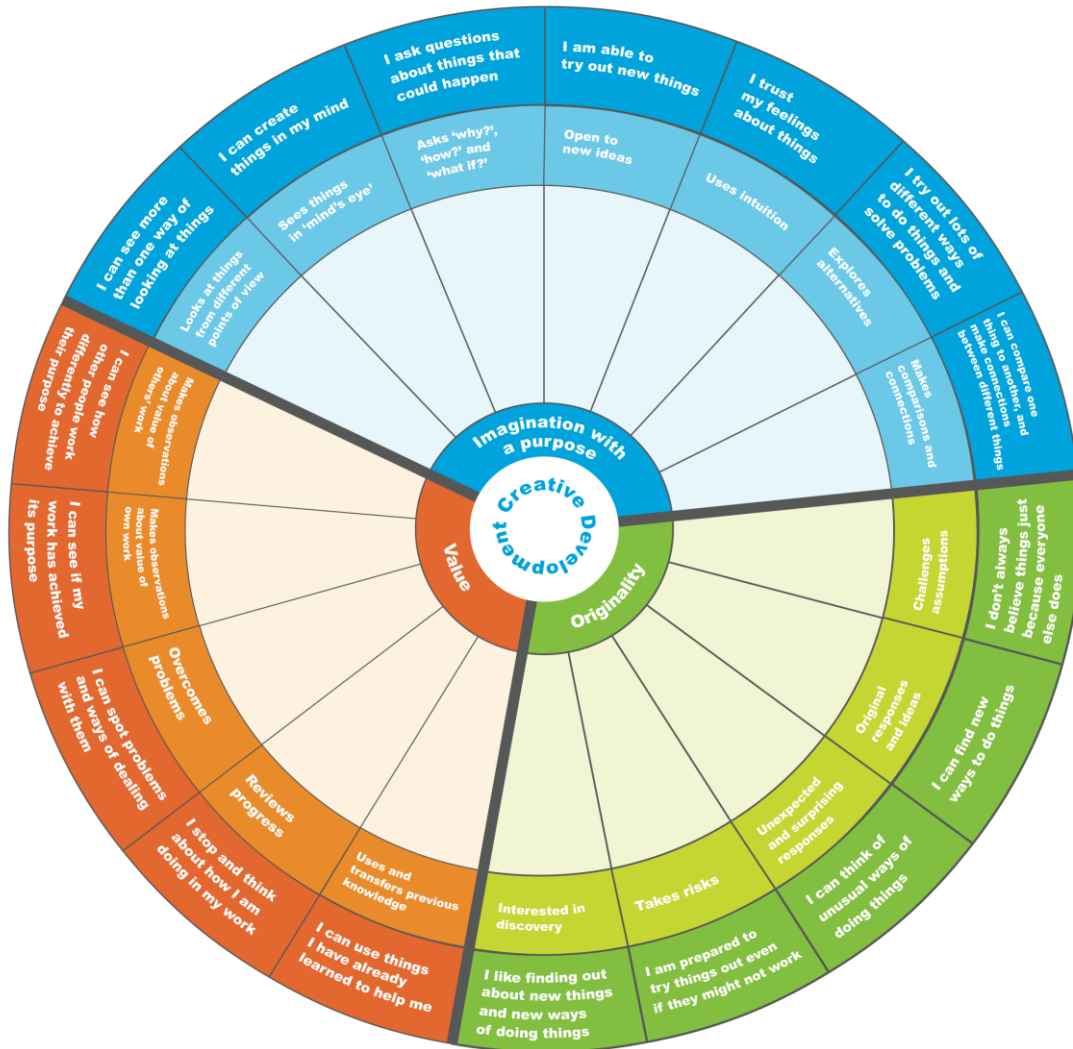 Creative Development
Imagination with
a purpose
I can see more
than one way of
looking at things
Looks at things
from different
points of view
I can create
things in my mind
Sees things
in ‘mind’s eye’
I ask questions
about things that
could happen
Asks ‘why?’,
‘how?’ and
‘what if?’
I am able to
try out new things
Open to
new ideas
I trust
my feelings
about things
Uses intuition
I try out lots of
different ways
to do things and
solve problems
Explores
alternatives
I can compare one
thing to another, and
make connections
between different things
Makes
comparisons and
connections
Originality
I don’t always
believe things just
because everyone
else does
Challenges
assumptions
I can find new
ways to do things
Original
responses
and ideas
I can think of
unusual ways of
doing things
Unexpected
and surprising
responses
I am prepared to
try things out even
if they might not work
Takes risks
I like finding out
about new things
and new ways
of doing things
Interested in
discovery
Value
I can use things
I have already
learned to help me
Uses and
transfers previous
knowledge
I stop and think
about how I am
doing in my work
Reviews
progress
I can spot problems
and ways of dealing
with them
Overcomes
problems
I can see if my
work has achieved
its purpose
Makes observations
about value of
own work
I can see how
other people work
differently to achieve
their purpose
Makes observations
about value of
others’ work